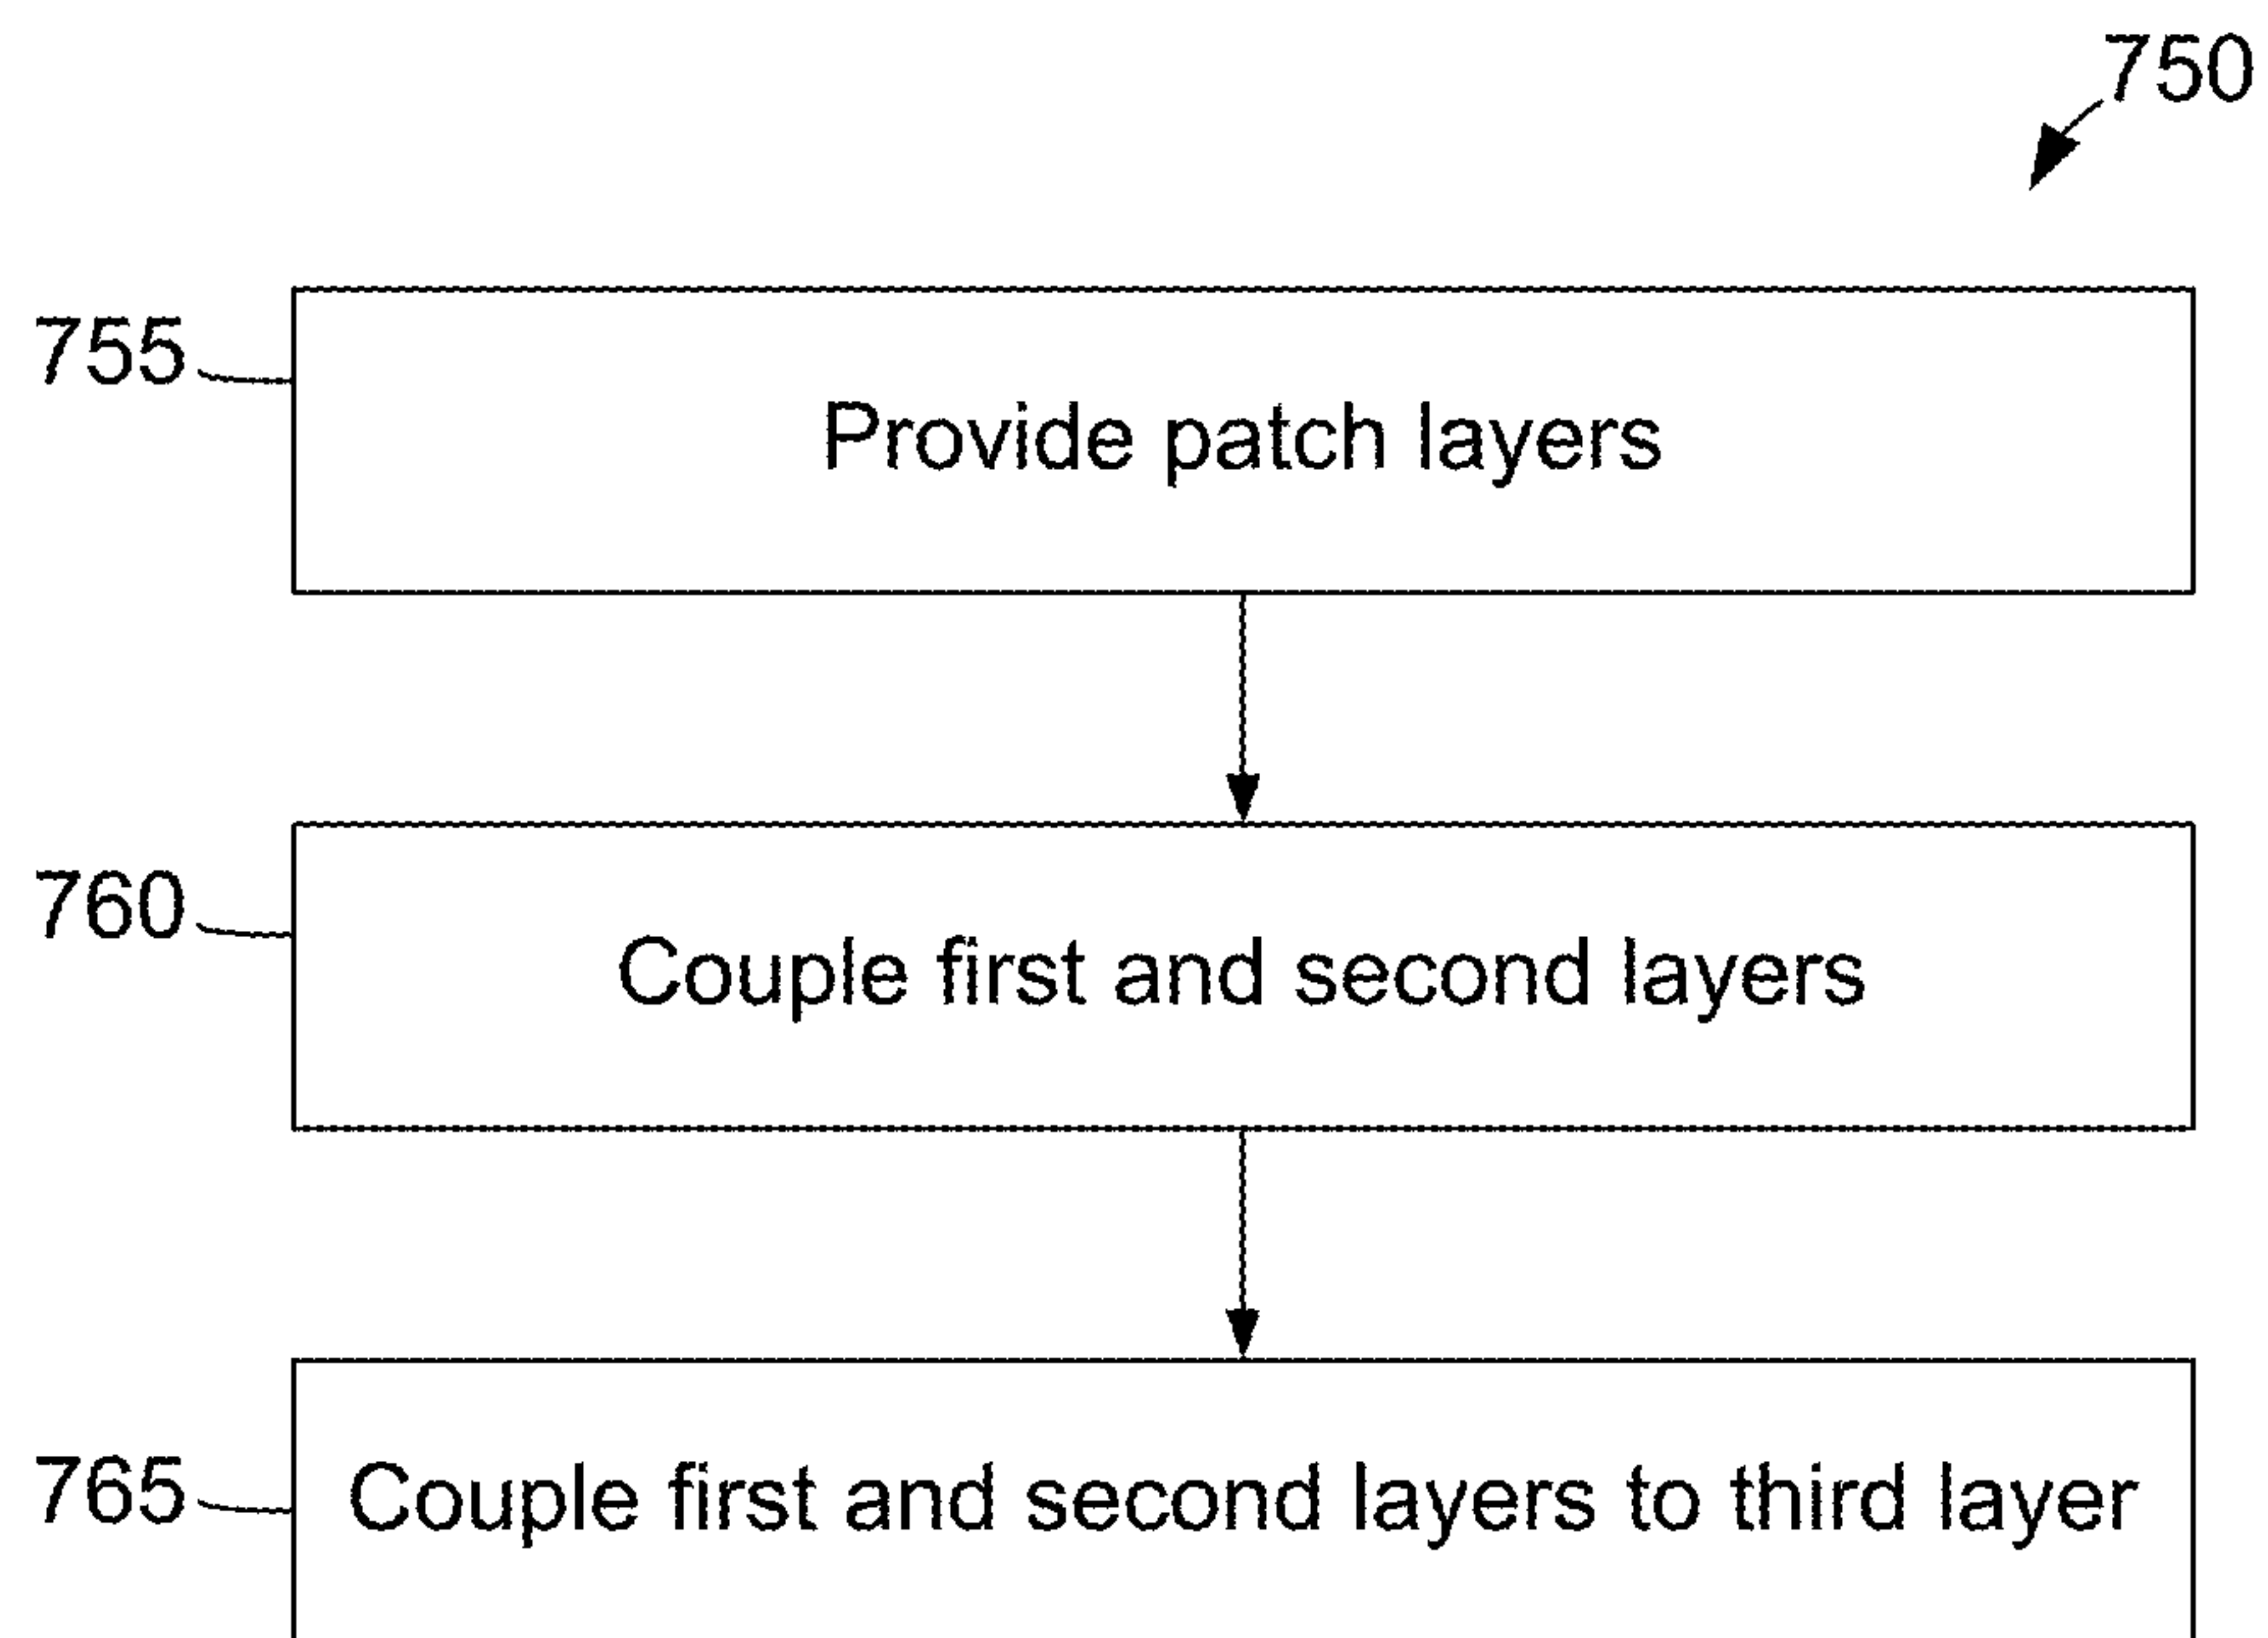 750
755
Provide patch layers
760
Couple first and second layers
765
Couple first and second layers to third layer